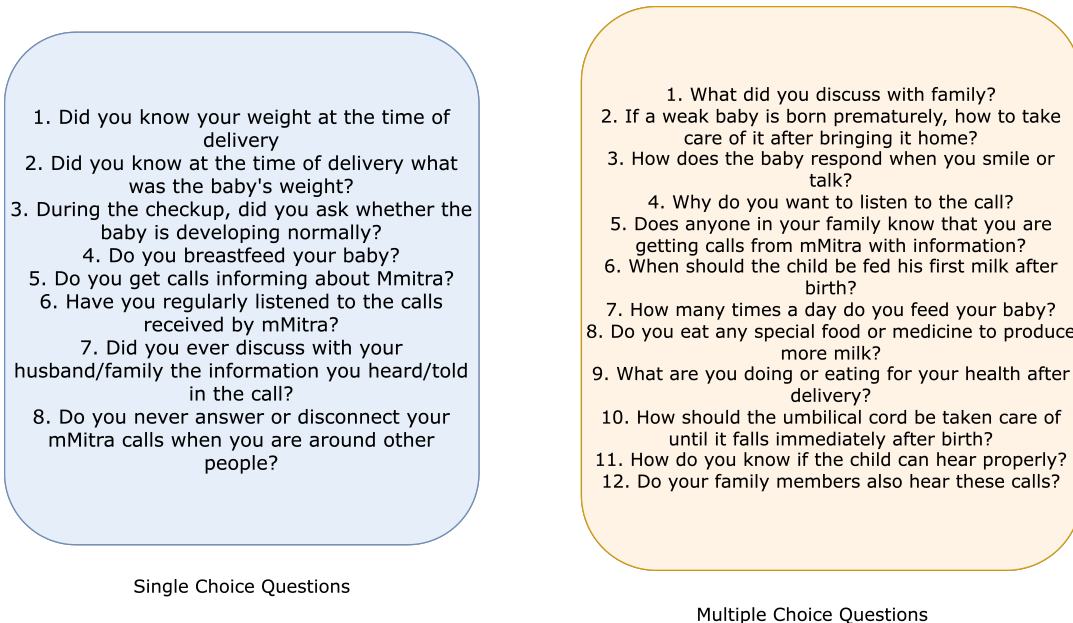 1. Did you know your weight at the time of
delivery
2. Did you know at the time of delivery what
was the baby's weight?
3. During the checkup, did you ask whether the
baby is developing normally?
4. Do you breastfeed your baby?
5. Do you get calls informing about Mmitra?
6. Have you regularly listened to the calls
received by mMitra?
7. Did you ever discuss with your
husband/family the information you heard/told
in the call?
8. Do you never answer or disconnect your
mMitra calls when you are around other
people?
Single Choice Questions
1. What did you discuss with family?
2. If a weak baby is born prematurely, how to take
care of it after bringing it home?
3. How does the baby respond when you smile or
talk?
4. Why do you want to listen to the call?
5. Does anyone in your family know that you are
getting calls from mMitra with information?
6. When should the child be fed his first milk after
birth?
7. How many times a day do you feed your baby?
8. Do you eat any special food or medicine to produce
more milk?
9. What are you doing or eating for your health after
delivery?
10. How should the umbilical cord be taken care of
until it falls immediately after birth?
11. How do you know if the child can hear properly?
12. Do your family members also hear these calls?
Multiple Choice Questions